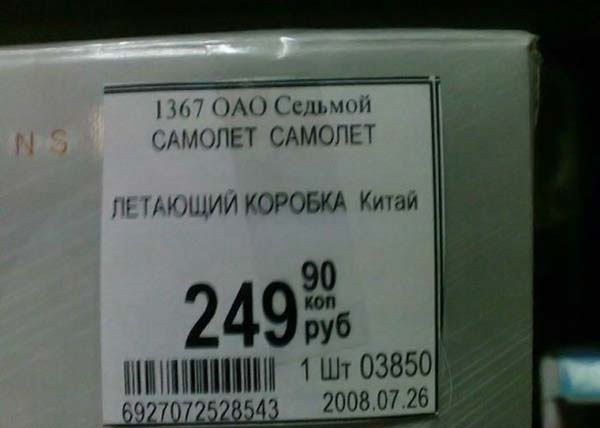 1367 ОАО Седьмой
NS
САМОЛЕТ САМОЛЕТ
ЛЕТАЮЩИЙ КОРОБКА Китай
249 90 коп руб
1 Шт 03850
6927072528543 2008.07.26